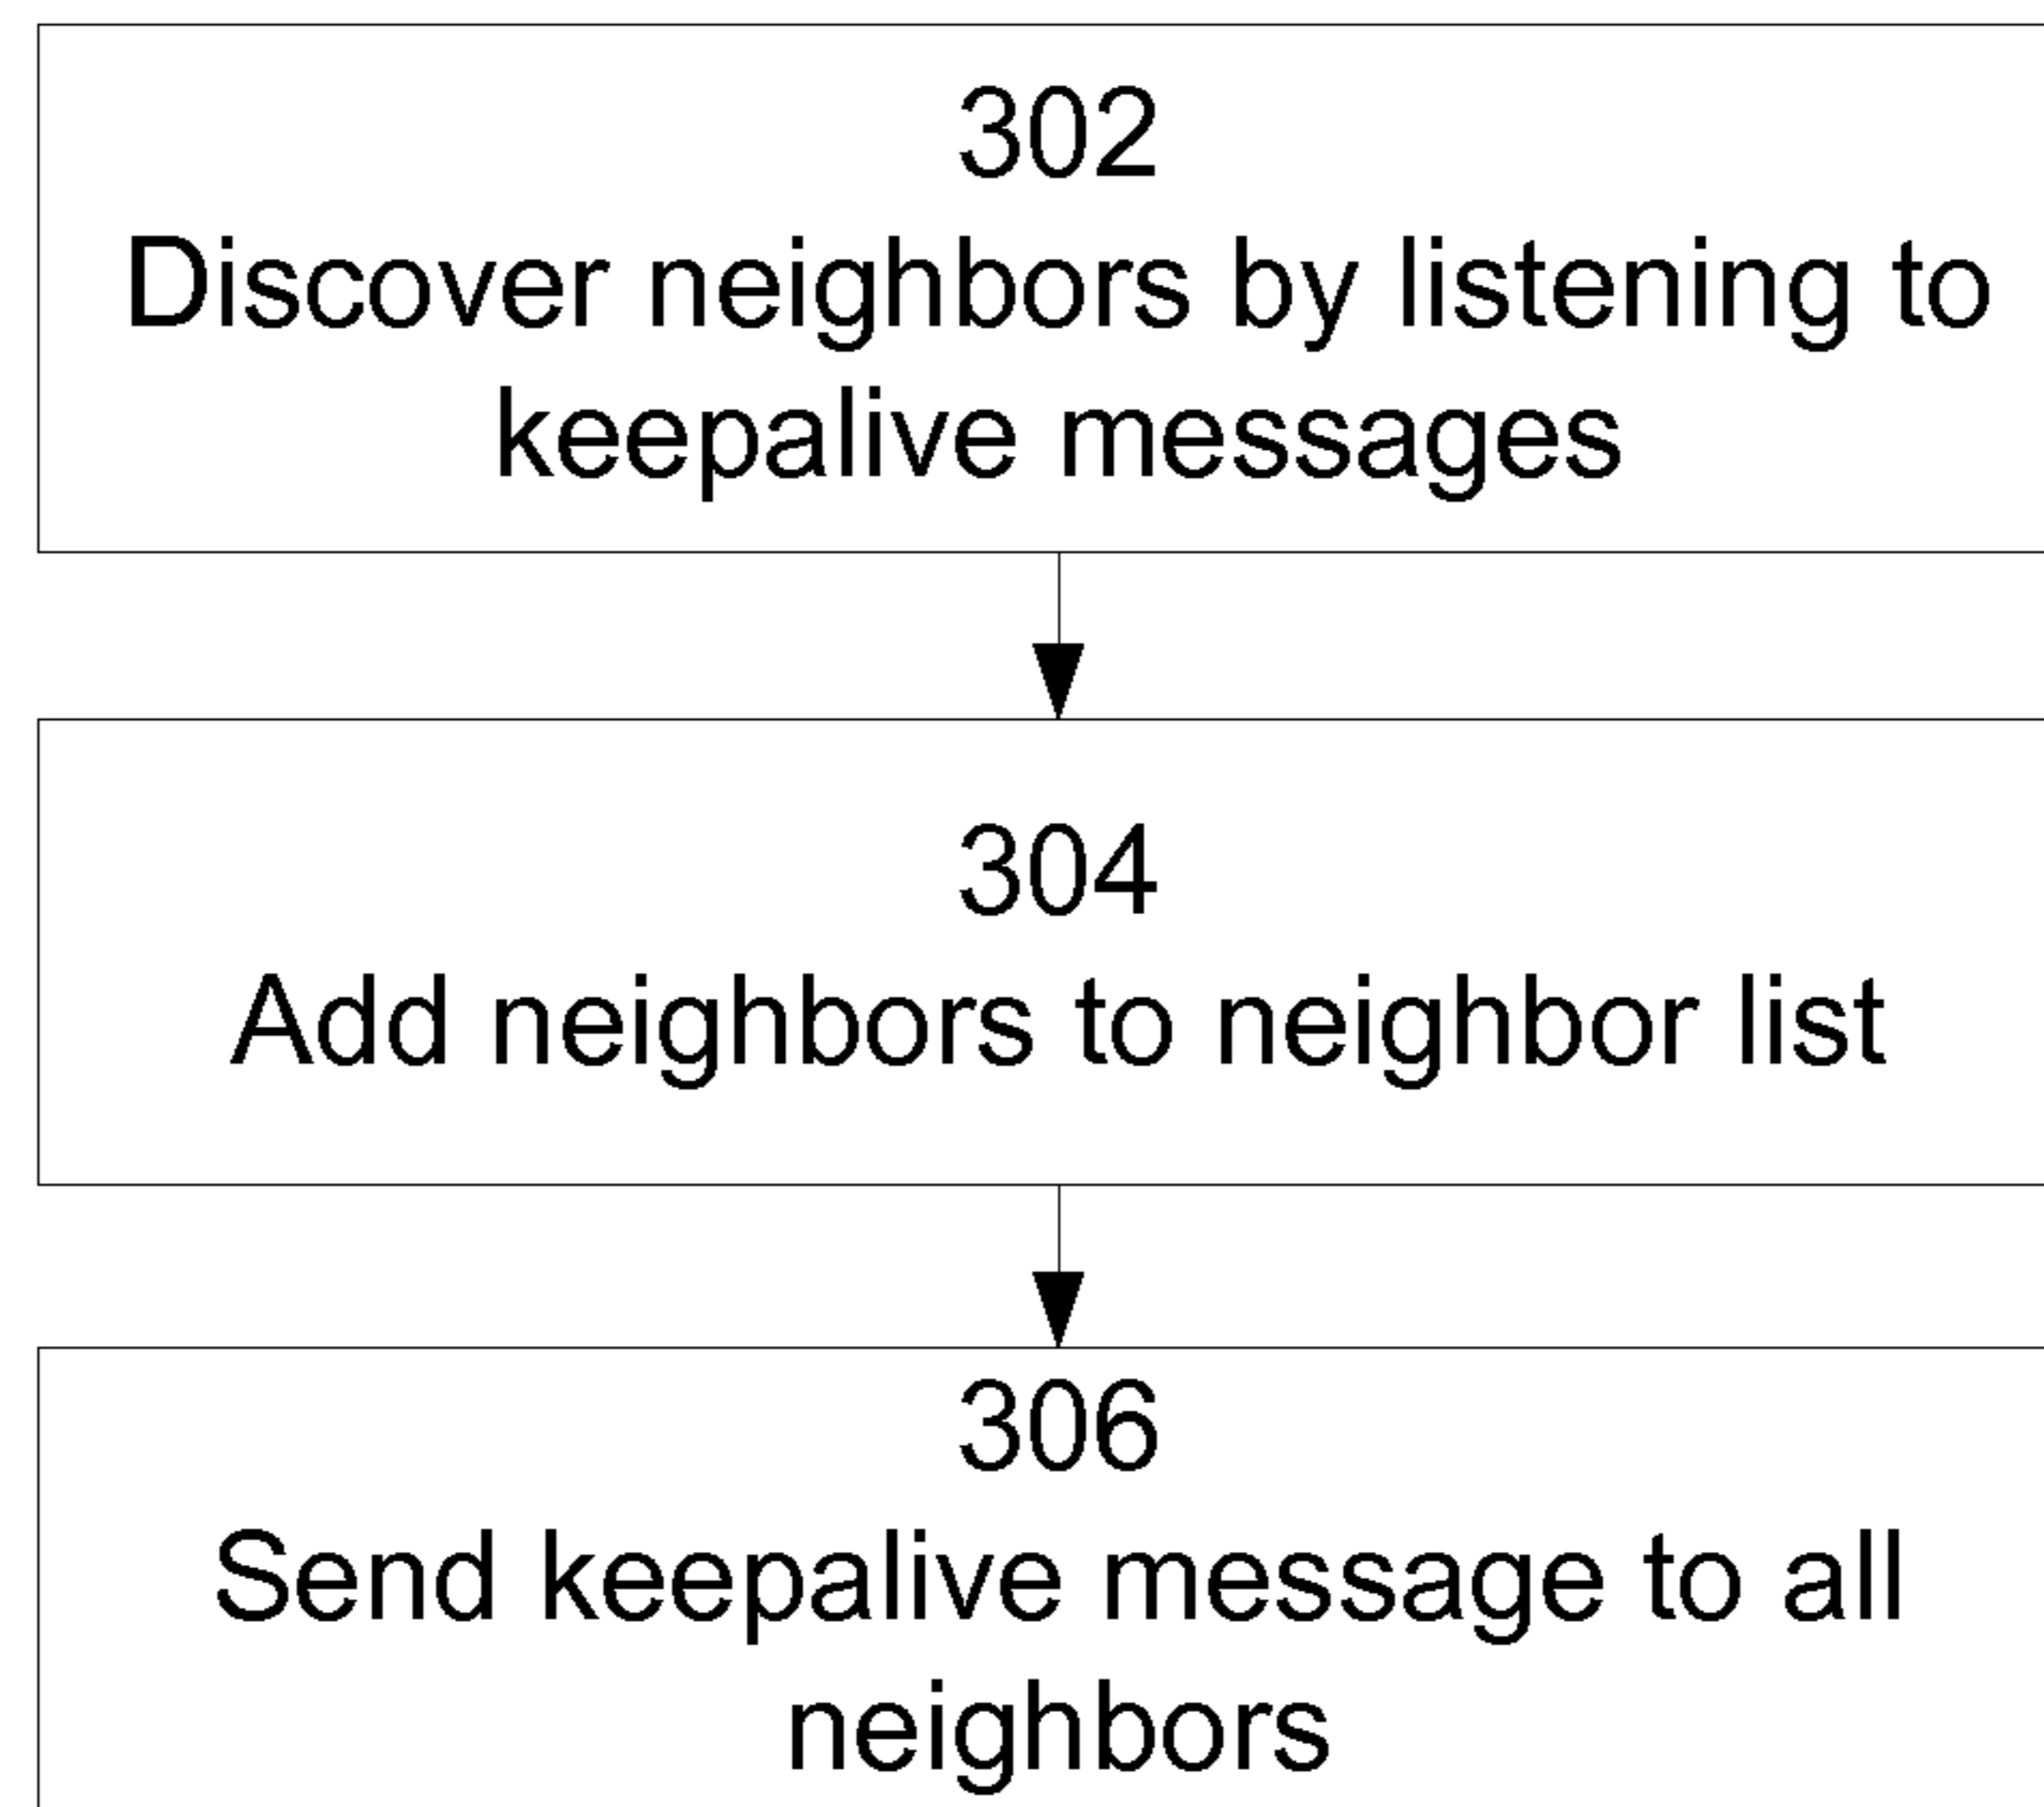 302
Discover neighbors by listening to
keepalive messages
304
Add neighbors to neighbor list
306
Send keepalive message to all
neighbors